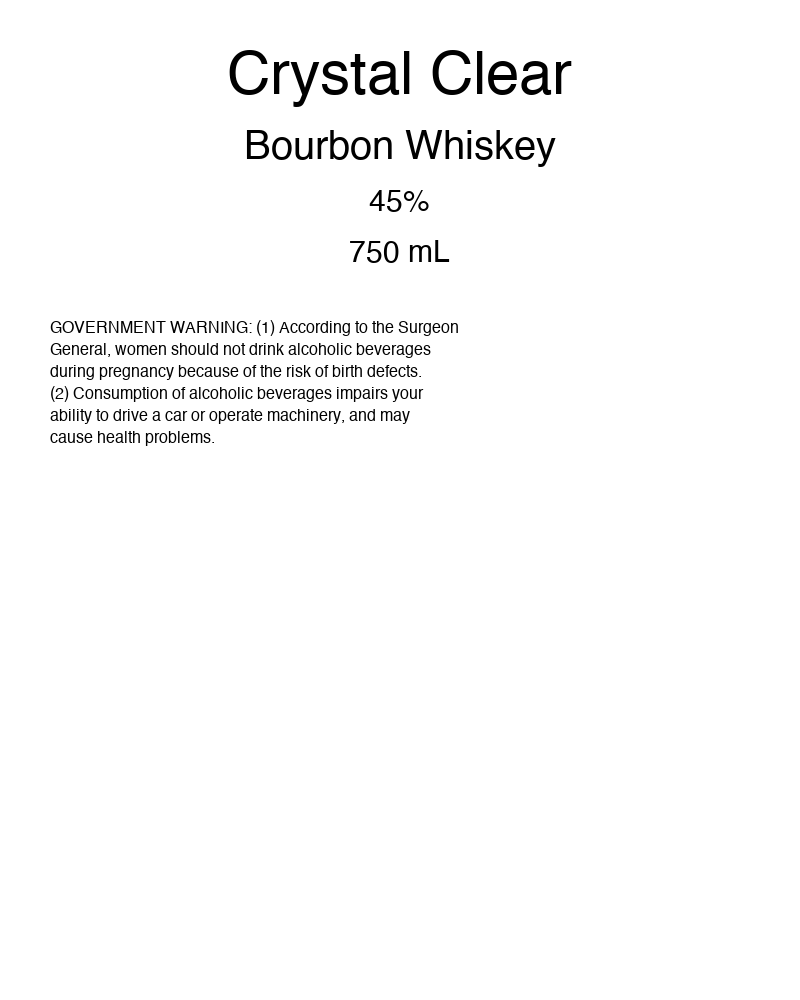 Crystal Clear
Bourbon Whiskey
45%
750 mL
GOVERNMENT WARNING: (1) According to the Surgeon
General, women should not drink alcoholic beverages
during pregnancy because of the risk of birth defects.
(2) Consumption of alcoholic beverages impairs your
ability to drive a car or operate machinery, and may
cause health problems.